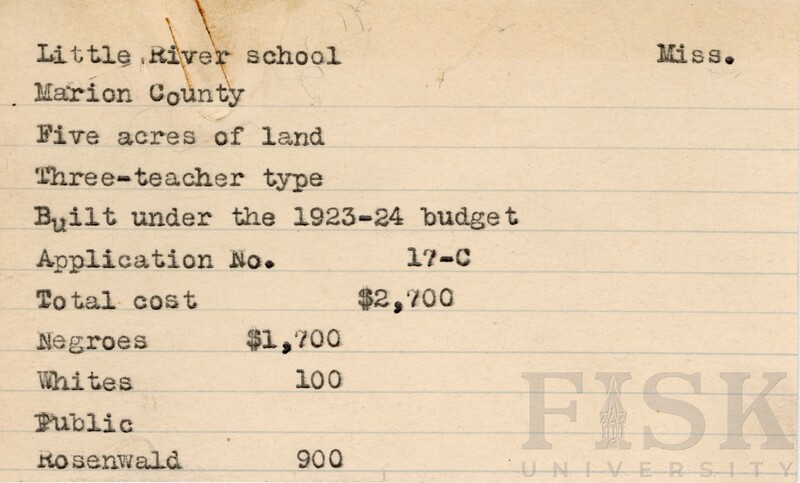 Little River school Miss.
Marion County
Five acres of land
Three-teacher type
Built under the 1923-24 budget
Application No. 17-C
Total cost $2,700
Negroes $1,700
Whites 100
Public
Rosenwald 900
FISK
UNIVERSITY